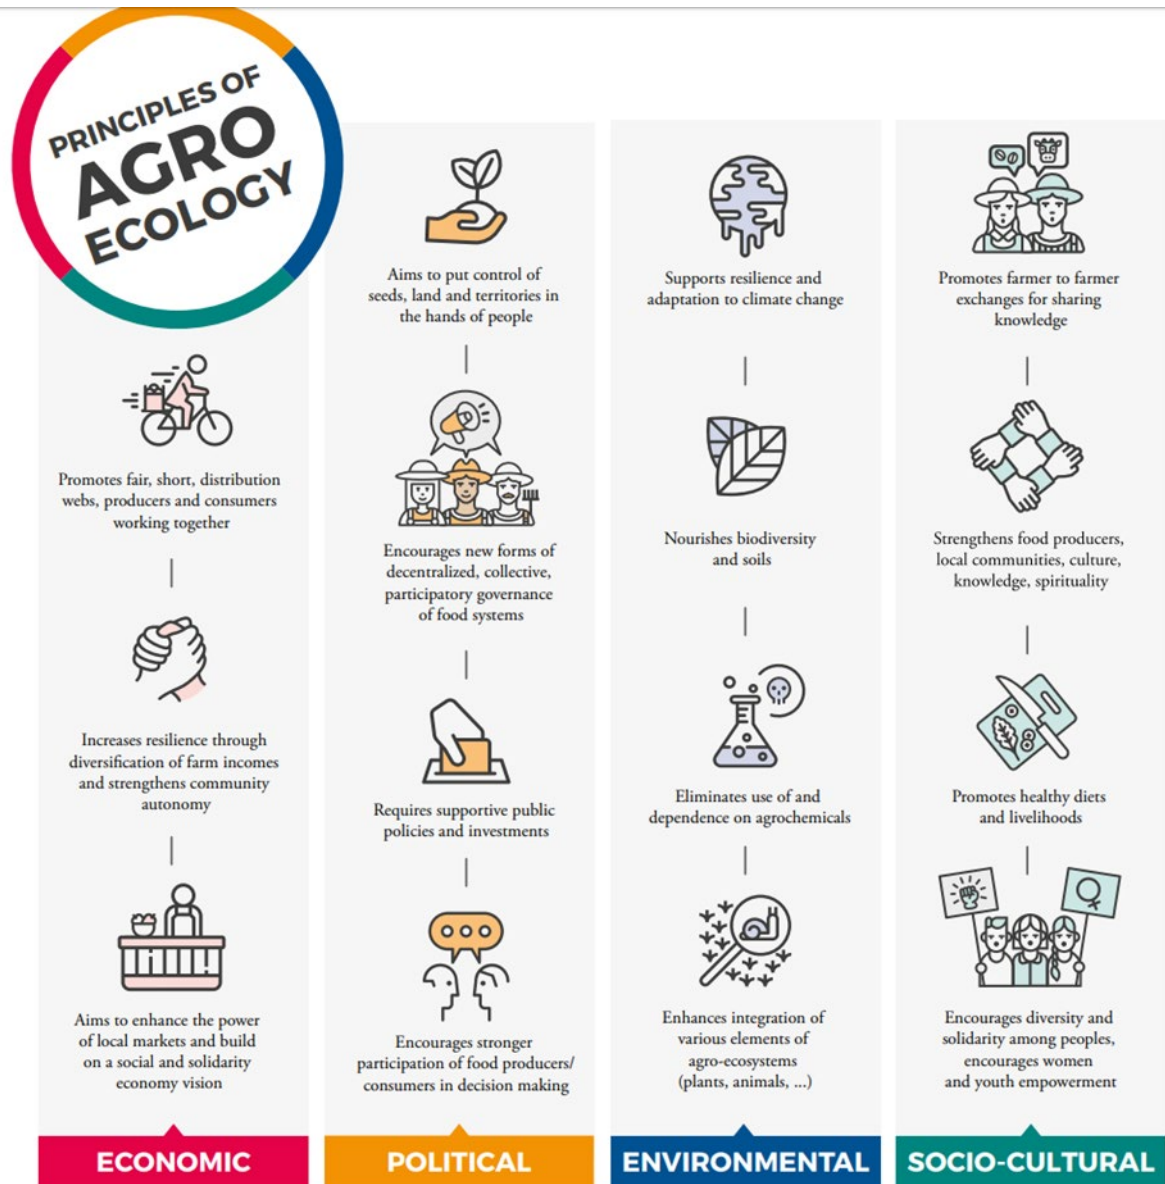 PRINCIPLES OF
AGRO
ECOLOGY
Promotes fair, short, distribution
webs, producers and consumers
working together
Increases resilience through
diversification of farm incomes
and strengthens community
autonomy
Aims to enhance the power
of local markets and build
on a social and solidarity
economy vision
ECONOMIC
Aims to put control of
seeds, land and territories in
the hands of people
Encourages new forms of
decentralized, collective,
participatory governance
of food systems
Requires supportive public
policies and investments
Encourages stronger
participation of food producers/
consumers in decision making
POLITICAL
Supports resilience and
adaptation to climate change
Nourishes biodiversity
and soils
Eliminates use of and
dependence on agrochemicals
Enhances integration of
various elements of
agro-ecosystems
(plants, animals, ...)
ENVIRONMENTAL
Promotes farmer to farmer
exchanges for sharing
knowledge
Strengthens food producers,
local communities, culture,
knowledge, spirituality
Promotes healthy diets
and livelihoods
Encourages diversity and
solidarity among peoples,
encourages women
and youth empowerment
SOCIO-CULTURAL